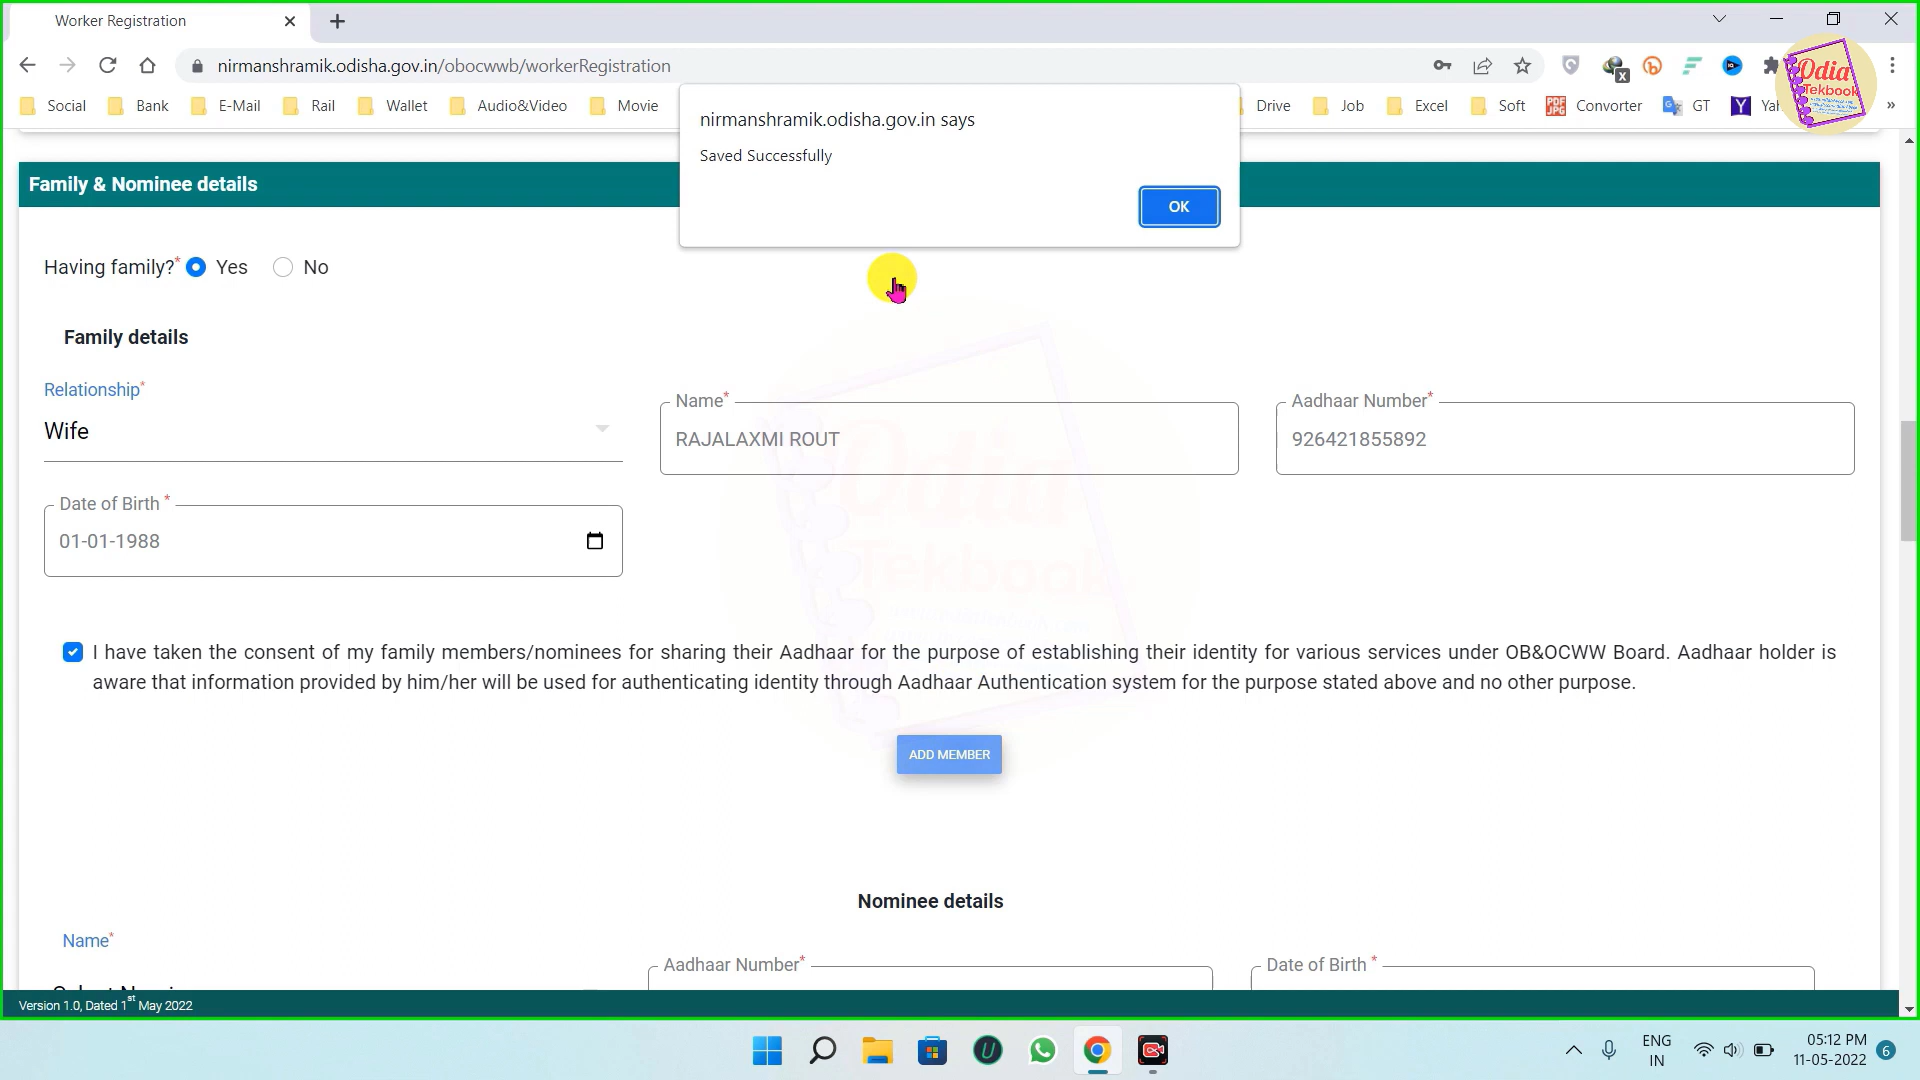 Worker Registration
nirmanshramik.odisha.gov.in/obocwwb/workerRegistration
Social Bank E-Mail Rail Wallet Audio&Video Movie Drive Job Excel Soft Converter GT
Odia
Tekbook
nirmanshramik.odisha.gov.in says
Saved Successfully
OK
Family & Nominee details
Having family?* Yes No
Family details
Relationship*
Wife
Name*
RAJALAXMI ROUT
Aadhaar Number*
926421855892
Date of Birth *
01-01-1988
Odia
Tekbook
I have taken the consent of my family members/nominees for sharing their Aadhaar for the purpose of establishing their identity for various services under OB&OCWW Board. Aadhaar holder is
aware that information provided by him/her will be used for authenticating identity through Aadhaar Authentication system for the purpose stated above and no other purpose.
ADD MEMBER
Nominee details
Name*
Aadhaar Number*
Date of Birth *
Version 1.0, Dated 1st May 2022
ENG
IN
05:12 PM
11-05-2022
6